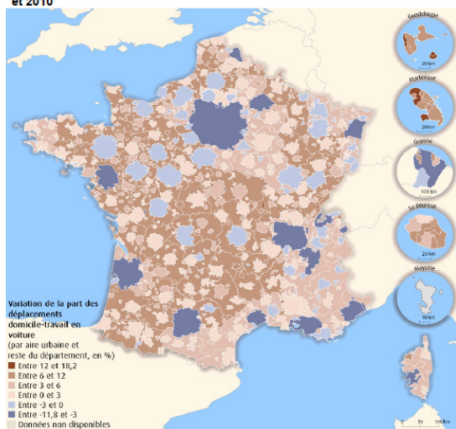 et 2010
Guadeloupe
20 km
Martinique
20 km
Guyane
100 km
La Réunion
20 km
Mayotte
10 km
Variation de la part des
déplacements
domicile-travail en
voiture
(par aire urbaine et
reste du département, en %)
Entre 12 et 18,2
Entre 6 et 12
Entre 3 et 6
Entre 0 et 3
Entre -3 et 0
Entre -11,8 et -3
Données non disponibles